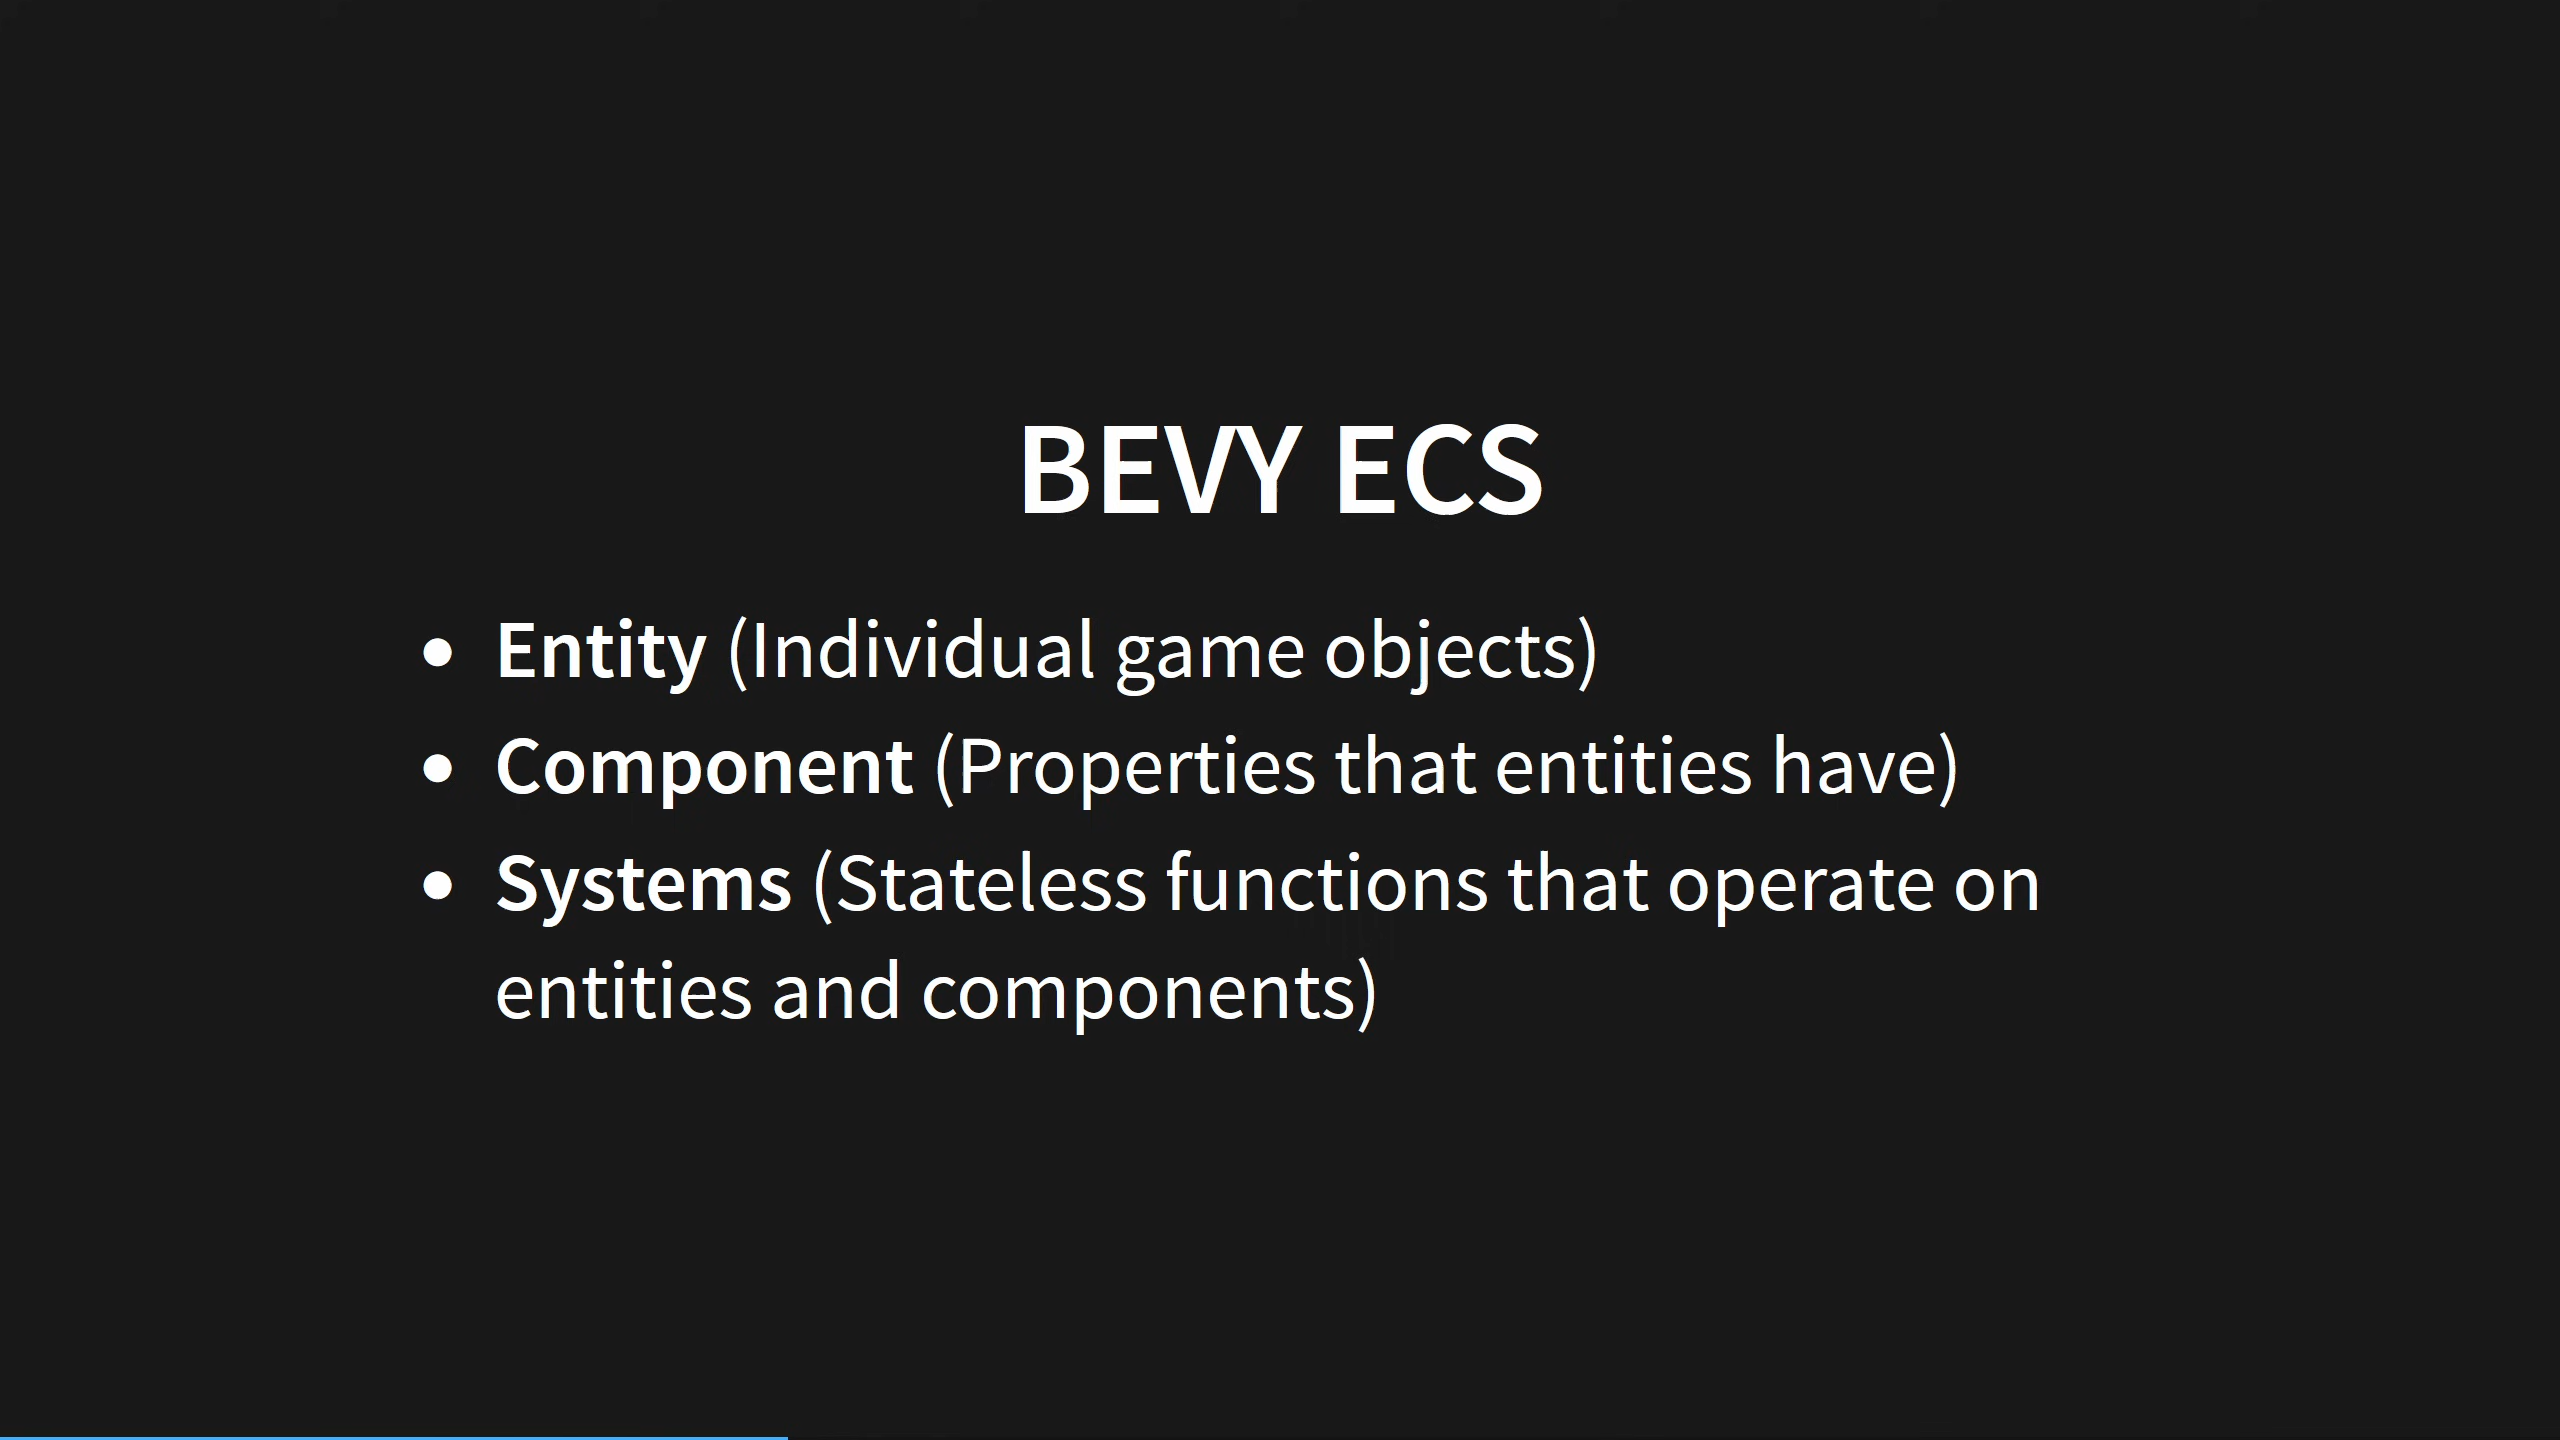 BEVY ECS
• Entity (Individual game objects)
• Component (Properties that entities have)
• Systems (Stateless functions that operate on
entities and components)